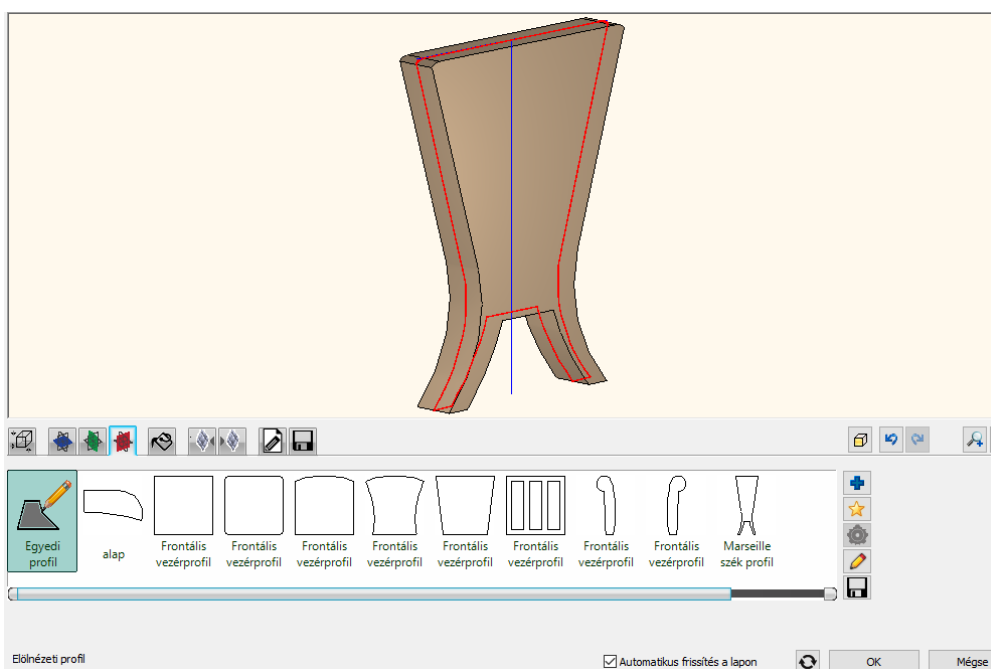 Egyedi
profil
alap
Frontális
vezérprofil
Frontális
vezérprofil
Frontális
vezérprofil
Frontális
vezérprofil
Frontális
vezérprofil
Frontális
vezérprofil
Frontális
vezérprofil
Frontális
vezérprofil
Marseille
szék profil
Elölnézeti profil
Automatikus frissítés a lapon
OK
Mégse